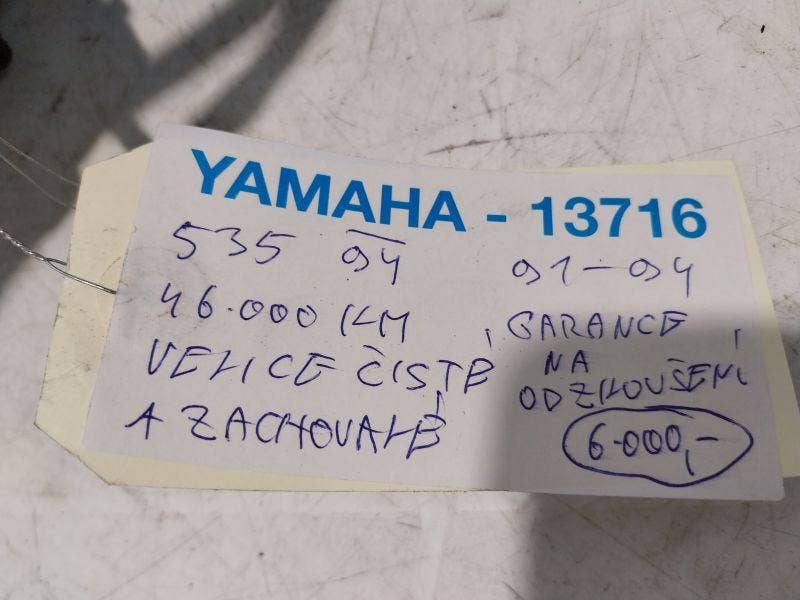 YAMAHA - 13716
535 94 91-94
46.000 KM GARANCE
VELICE ČISTÉ NA
ODZKOUŠENÍ
A ZACHOVALÉ
6.000,-